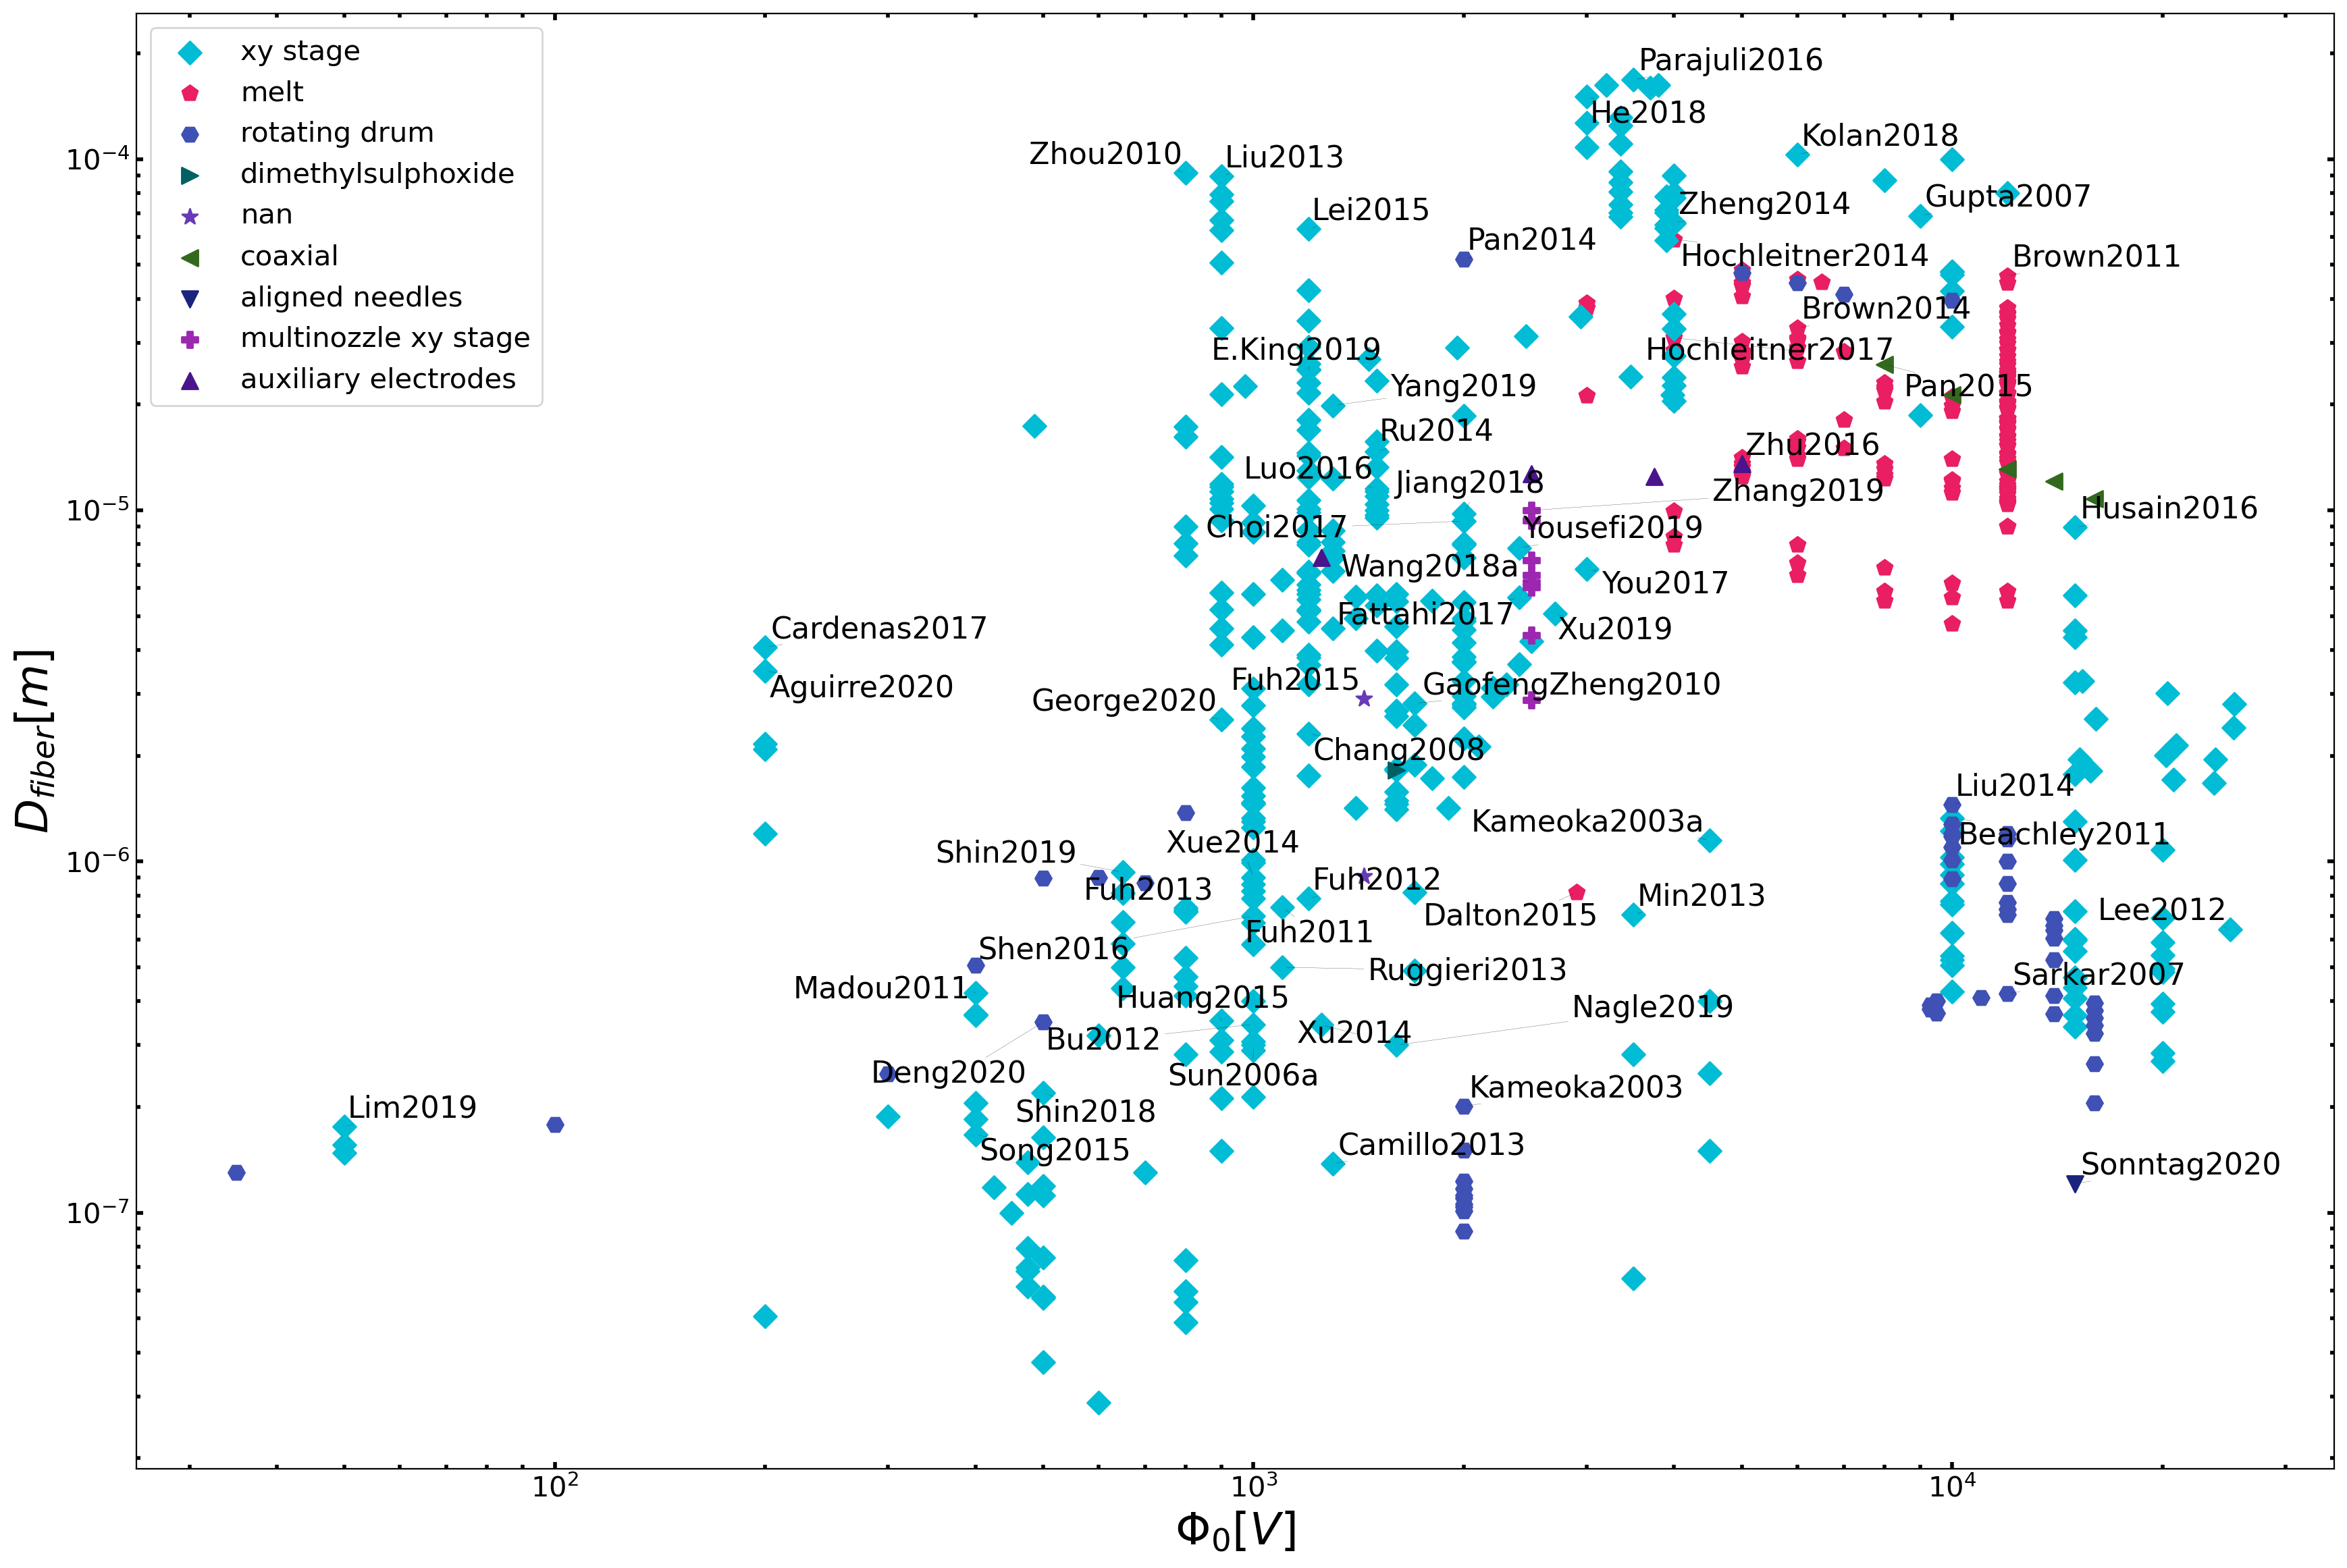 xy stage
melt
rotating drum
dimethylsulphoxide
nan
coaxial
aligned needles
multinozzle xy stage
auxiliary electrodes
Parajuli2016
He2018
Kolan2018
Zhou2010
Liu2013
Gupta2007
Zheng2014
Lei2015
Pan2014
Hochleitner2014
Brown2011
Brown2014
E.King2019
Hochleitner2017
Yang2019
Pan2015
Ru2014
Zhu2016
Luo2016
Jiang2018
Zhang2019
Husain2016
Choi2017
Yousefi2019
Wang2018a
You2017
Fattahi2017
Cardenas2017
Xu2019
Aguirre2020
Fuh2015
GaofengZheng2010
George2020
Chang2008
Liu2014
Kameoka2003a
Beachley2011
Xue2014
Shin2019
Fuh2013
Fuh2012
Min2013
Dalton2015
Lee2012
Fuh2011
Shen2016
Ruggieri2013
Sarkar2007
Madou2011
Huang2015
Nagle2019
Bu2012
Xu2014
Deng2020
Sun2006a
Kameoka2003
Lim2019
Shin2018
Camillo2013
Song2015
Sonntag2020
10⁻⁴
10⁻⁵
10⁻⁶
10⁻⁷
D_fiber[m]
10² 10³ 10⁴
Φ₀[V]